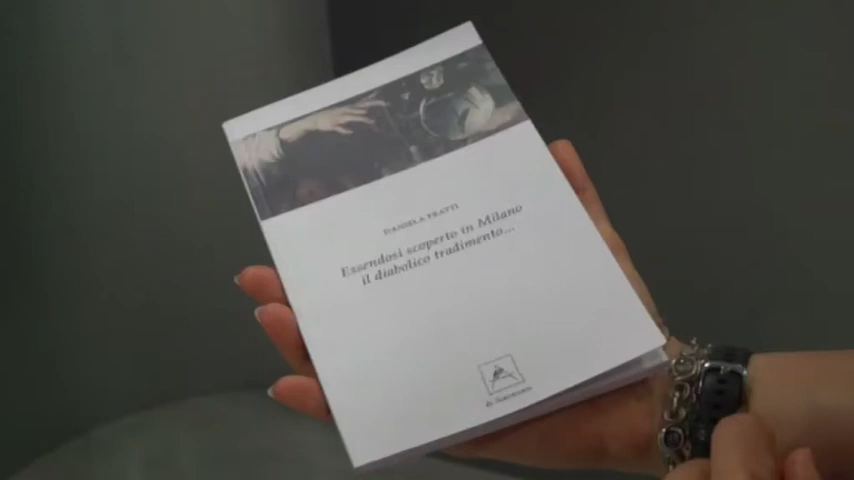 DANIELA FRATTI
Essendosi scoperto in Milano
il diabolico tradimento...